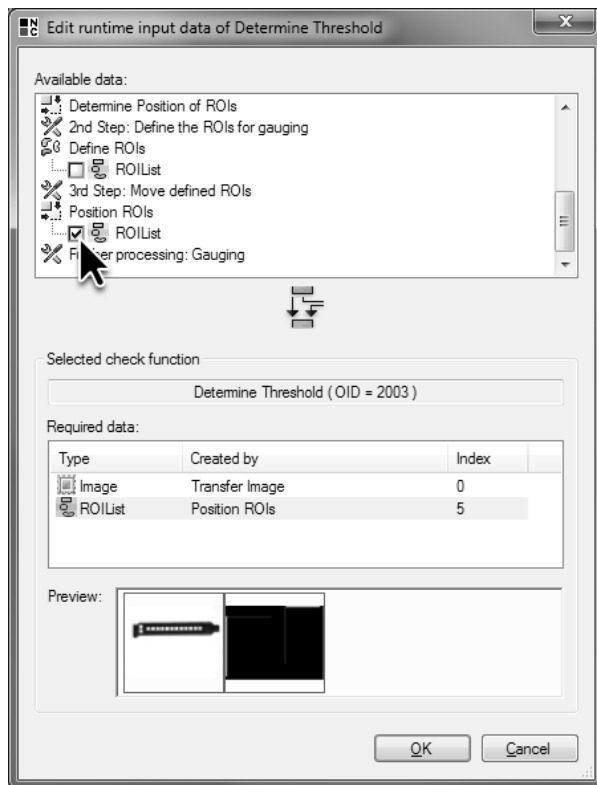 Edit runtime input data of Determine Threshold
Available data:
Determine Position of ROIs
2nd Step: Define the ROIs for gauging
Define ROIs
ROIList
3rd Step: Move defined ROIs
Position ROIs
ROIList
processing: Gauging
Selected check function
Determine Threshold ( OID = 2003 )
Required data:
Type Created by Index
Image Transfer Image 0
ROIList Position ROIs 5
Preview:
OK Cancel